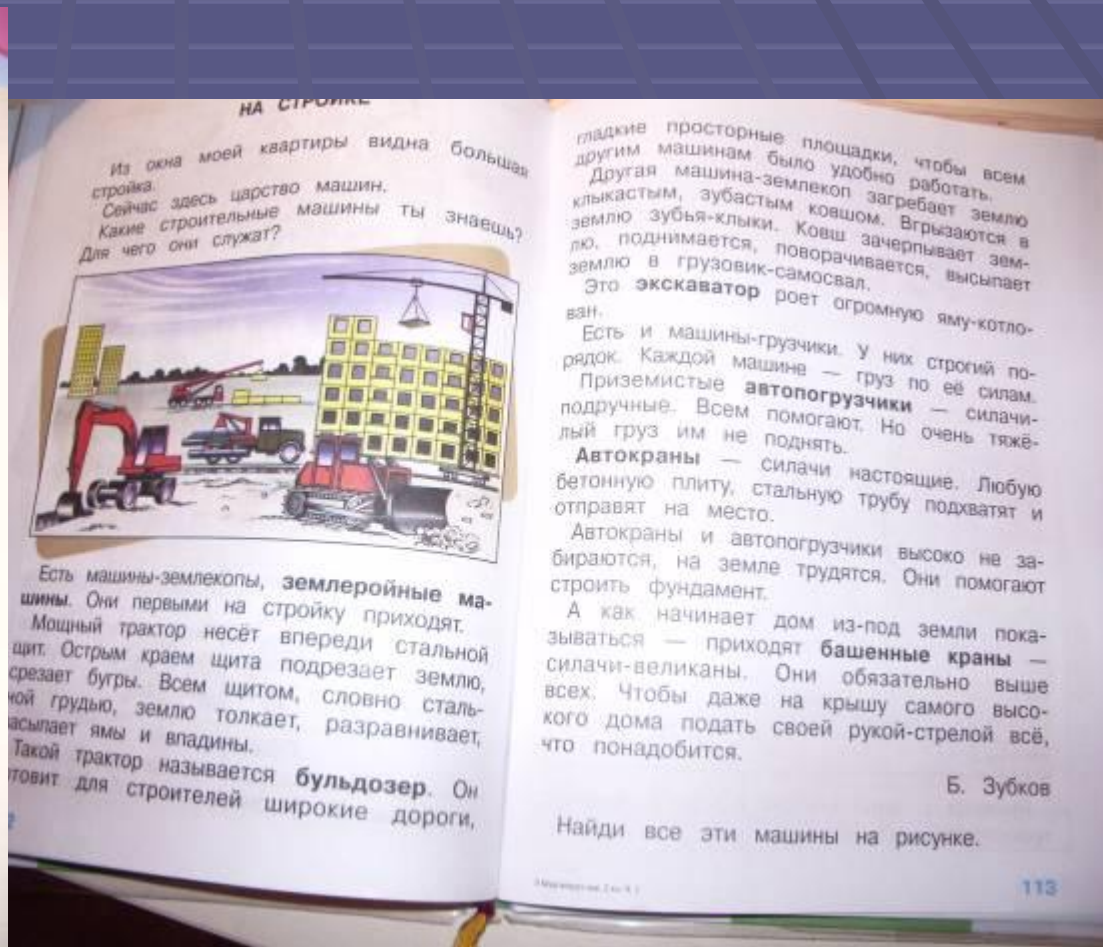 НА СТРОЙКЕ
Из окна моей квартиры видна большая
стройка.
Сейчас здесь царство машин.
Какие строительные машины ты знаешь?
Для чего они служат?
Есть машины-землекопы, землеройные ма-
шины. Они первыми на стройку приходят.
Мощный трактор несёт впереди стальной
щит. Острым краем щита подрезает землю,
срезает бугры. Всем щитом, словно сталь-
ной грудью, землю толкает, разравнивает,
засыпает ямы и впадины.
Такой трактор называется бульдозер. Он
готовит для строителей широкие дороги,
2
гладкие просторные площадки, чтобы всем
другим машинам было удобно работать.
Другая машина-землекоп загребает землю
клыкастым, зубастым ковшом. Вгрызаются в
землю зубья-клыки. Ковш зачерпывает зем-
лю, поднимается, поворачивается, высыпает
землю в грузовик-самосвал.
Это экскаватор роет огромную яму-котло-
ван.
Есть и машины-грузчики. У них строгий по-
рядок. Каждой машине — груз по её силам.
Приземистые автопогрузчики — силачи-
подручные. Всем помогают. Но очень тяжё-
лый груз им не поднять.
Автокраны — силачи настоящие. Любую
бетонную плиту, стальную трубу подхватят и
отправят на место.
Автокраны и автопогрузчики высоко не за-
бираются, на земле трудятся. Они помогают
строить фундамент.
А как начинает дом из-под земли пока-
зываться — приходят башенные краны —
силачи-великаны. Они обязательно выше
всех. Чтобы даже на крышу самого высо-
кого дома подать своей рукой-стрелой всё,
что понадобится.
Б. Зубков
Найди все эти машины на рисунке.
113